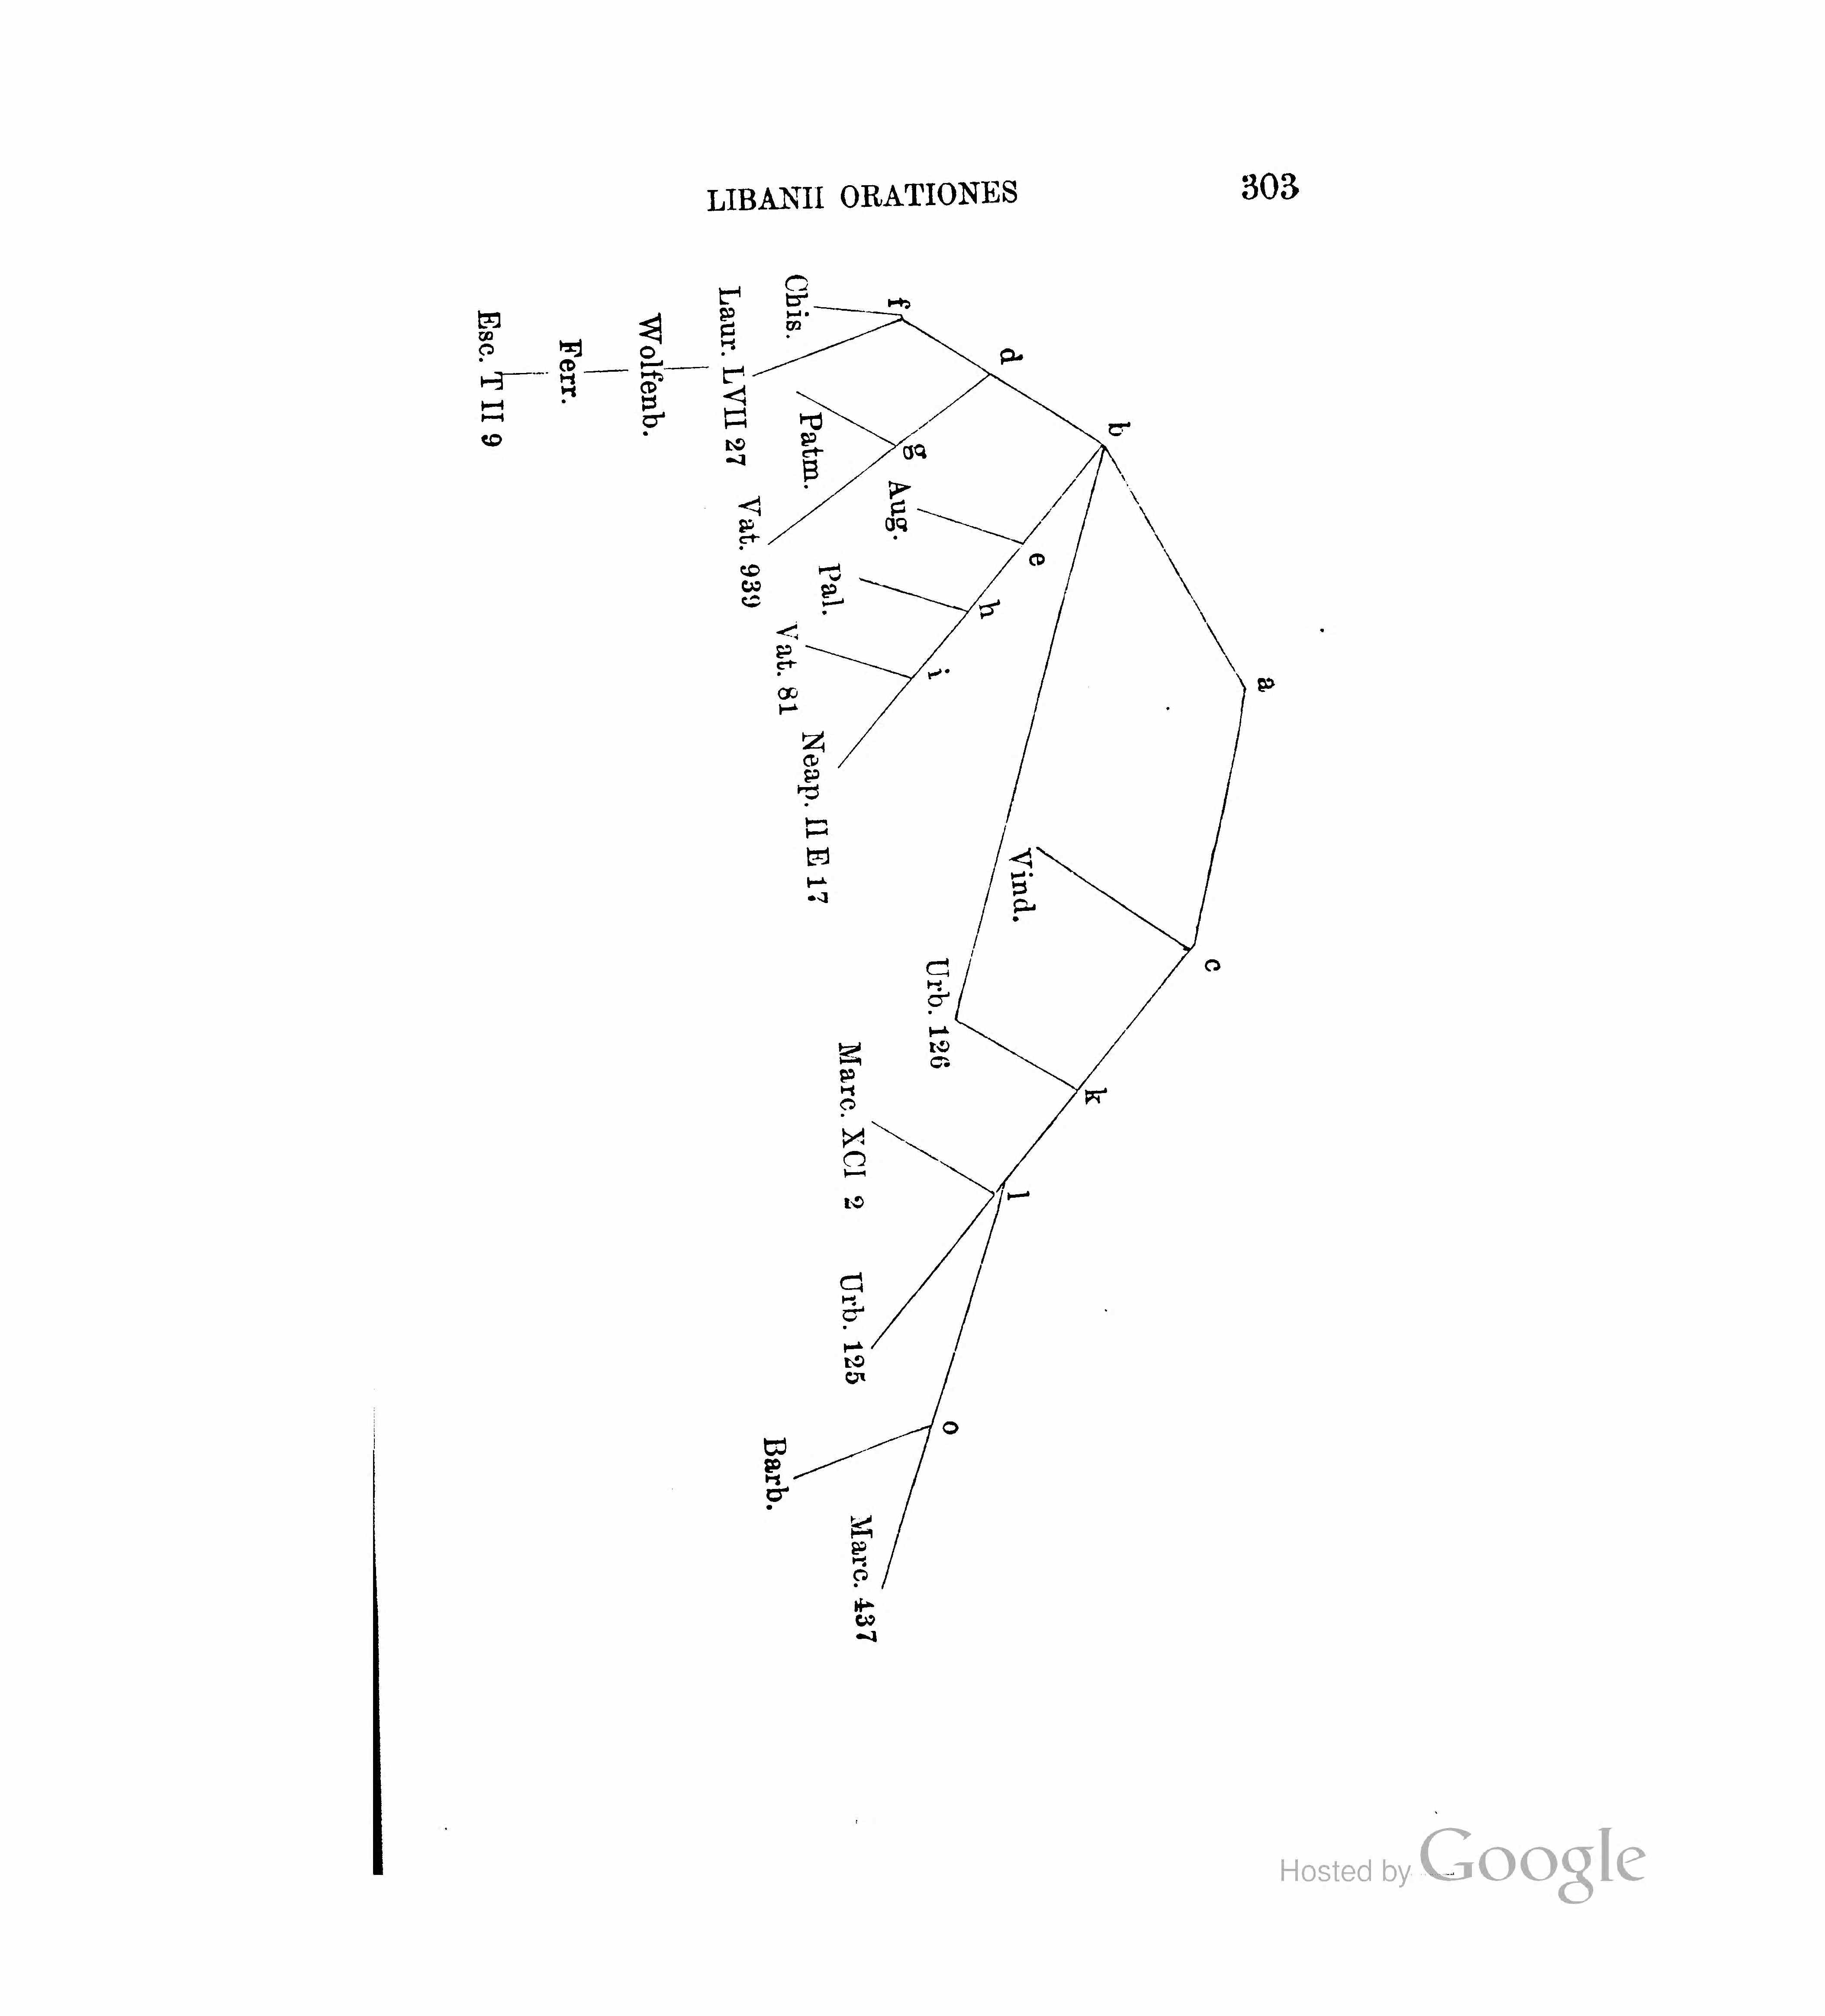 LIBANII ORATIONES 303
a
b
c
d
e
k
f
g
h
i
l
o
Chis.
Laur. LVII 27
Patm.
Vat. 939
Aug.
Pal.
Vat. 81
Neap. II E 17
Vind.
Urb. 126
Marc. XCI 2
Urb. 125
Barb.
Marc. 437
Wolfenb.
Ferr.
Esc. T II 9
Hosted by Google